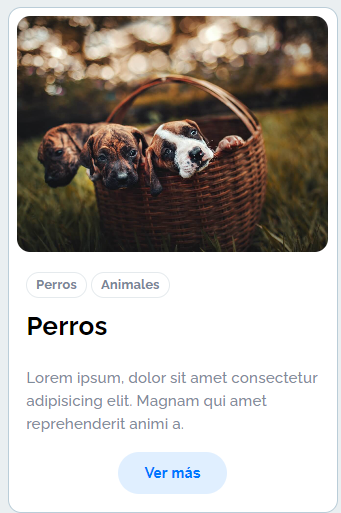 Perros Animales
Perros
Lorem ipsum, dolor sit amet consectetur
adipisicing elit. Magnam qui amet
reprehenderit animi a.
Ver más